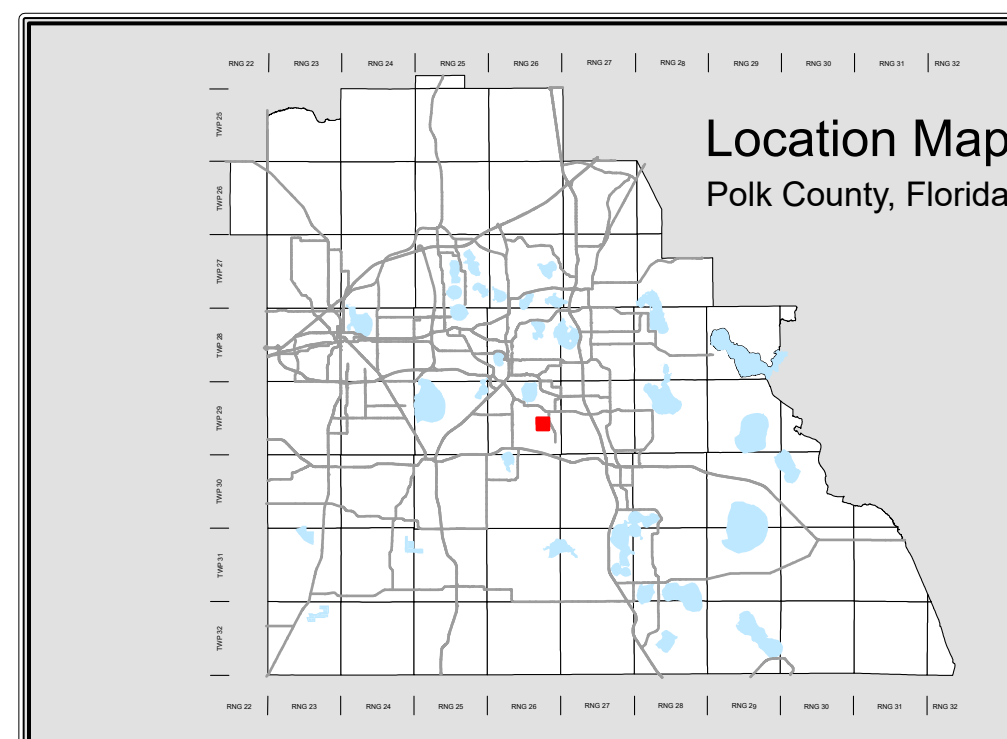 RNG 22 RNG 23 RNG 24 RNG 25 RNG 26 RNG 27 RNG 28 RNG 29 RNG 30 RNG 31 RNG 32
TWP 25
Location Map
Polk County, Florida
TWP 26
TWP 27
TWP 28
TWP 29
TWP 30
TWP 31
TWP 32
RNG 22 RNG 23 RNG 24 RNG 25 RNG 26 RNG 27 RNG 28 RNG 29 RNG 30 RNG 31 RNG 32